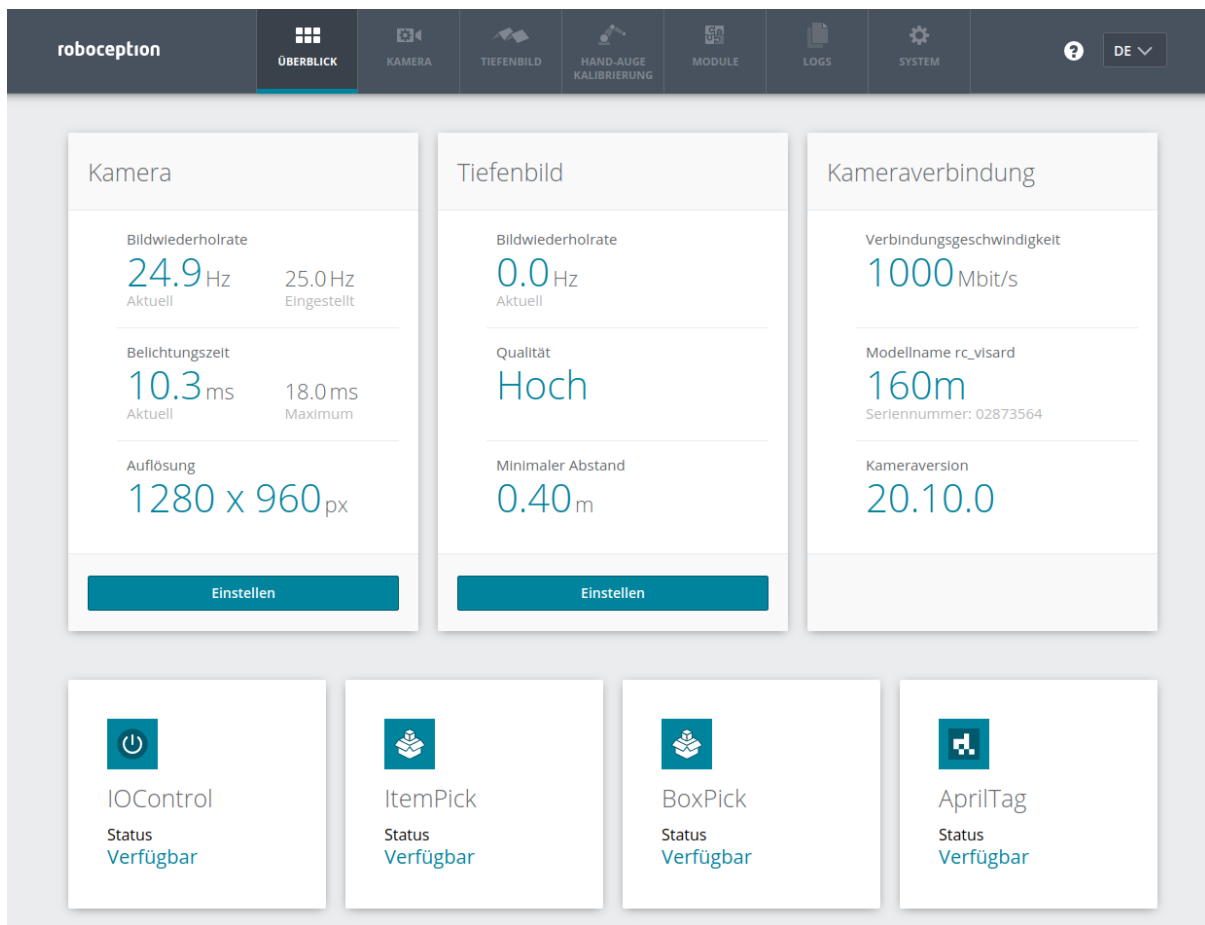 roboception
ÜBERBLICK
KAMERA
TIEFENBILD
HAND-AUGE
KALIBRIERUNG
MODULE
LOGS
SYSTEM
?
DE
Kamera
Bildwiederholrate
24.9 Hz
25.0 Hz
Aktuell
Eingestellt
Belichtungszeit
10.3 ms
18.0 ms
Aktuell
Maximum
Auflösung
1280 x 960 px
Einstellen
Tiefenbild
Bildwiederholrate
0.0 Hz
Aktuell
Qualität
Hoch
Minimaler Abstand
0.40 m
Einstellen
Kameraverbindung
Verbindungsgeschwindigkeit
1000 Mbit/s
Modellname rc_visard
160m
Seriennummer: 02873564
Kameraversion
20.10.0
IOControl
Status
Verfügbar
ItemPick
Status
Verfügbar
BoxPick
Status
Verfügbar
AprilTag
Status
Verfügbar